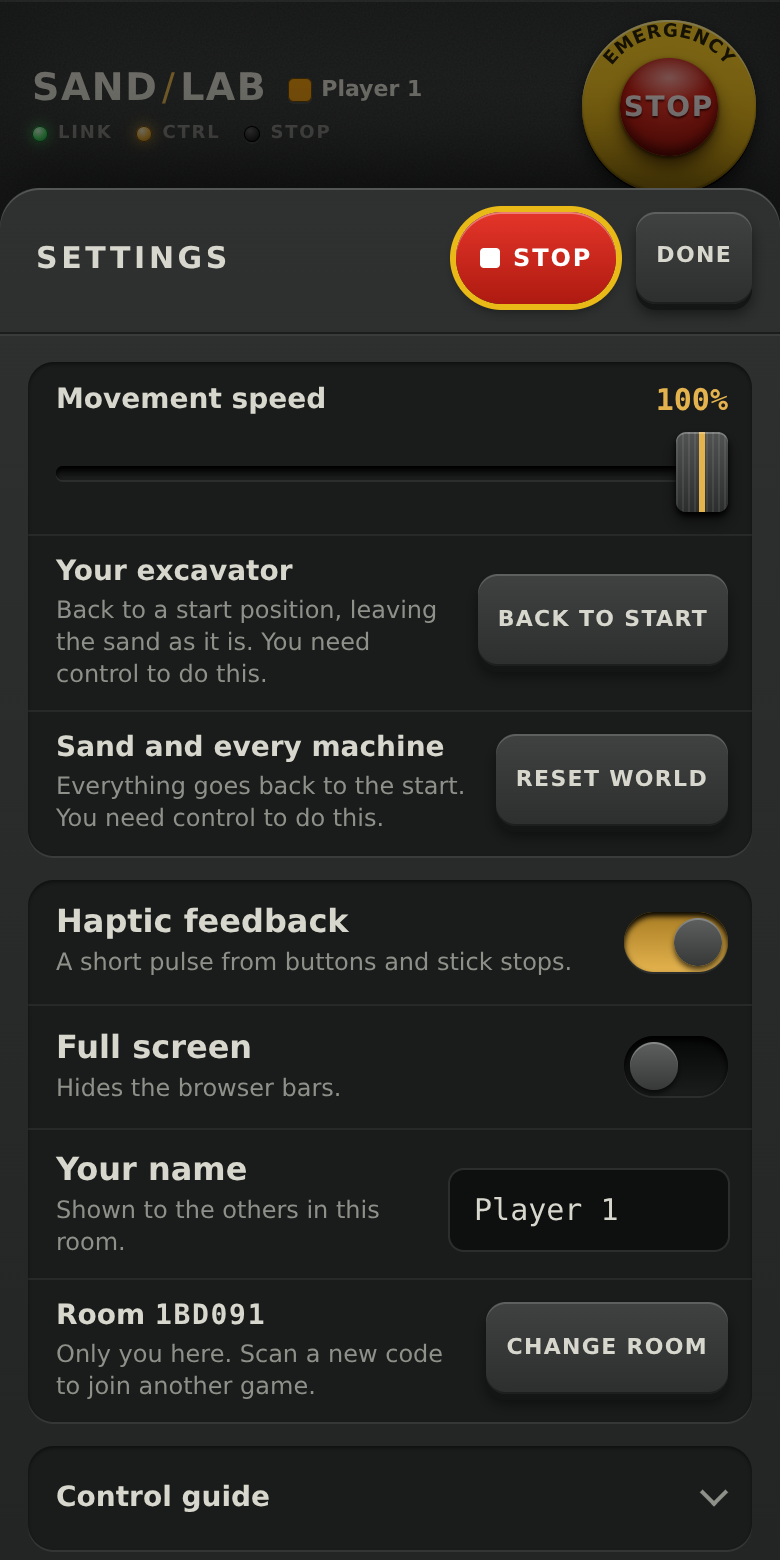 SAND/LAB
Player 1
LINK CTRL STOP
EMERGENCY
STOP
SETTINGS
STOP
DONE
Movement speed
100%
Your excavator
Back to a start position, leaving
the sand as it is. You need
control to do this.
BACK TO START
Sand and every machine
Everything goes back to the start.
You need control to do this.
RESET WORLD
Haptic feedback
A short pulse from buttons and stick stops.
Full screen
Hides the browser bars.
Your name
Shown to the others in this
room.
Player 1
Room 1BD091
Only you here. Scan a new code
to join another game.
CHANGE ROOM
Control guide